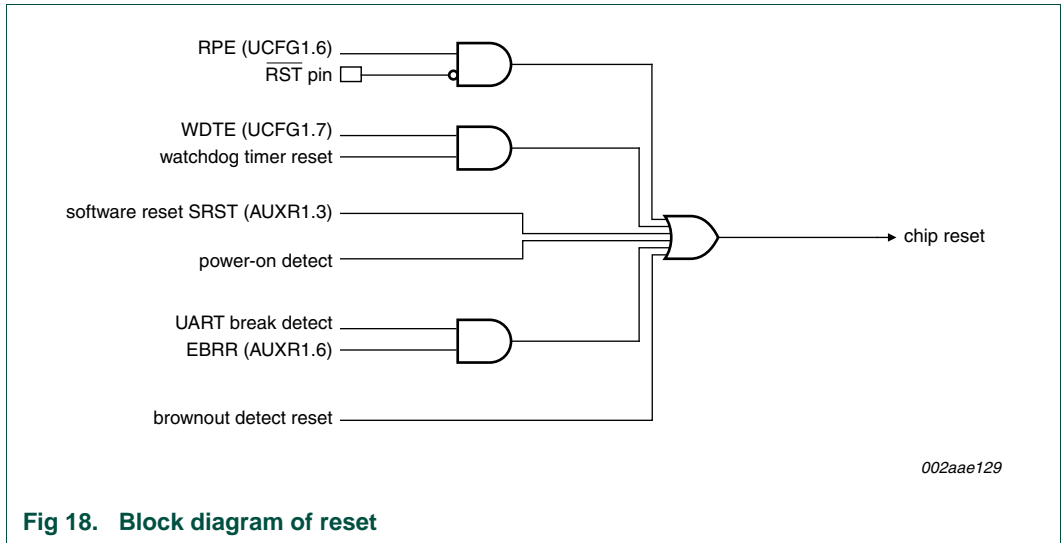 RPE (UCFG1.6)
RST pin
WDTE (UCFG1.7)
watchdog timer reset
software reset SRST (AUXR1.3)
chip reset
power-on detect
UART break detect
EBRR (AUXR1.6)
brownout detect reset
002aae129
Fig 18. Block diagram of reset